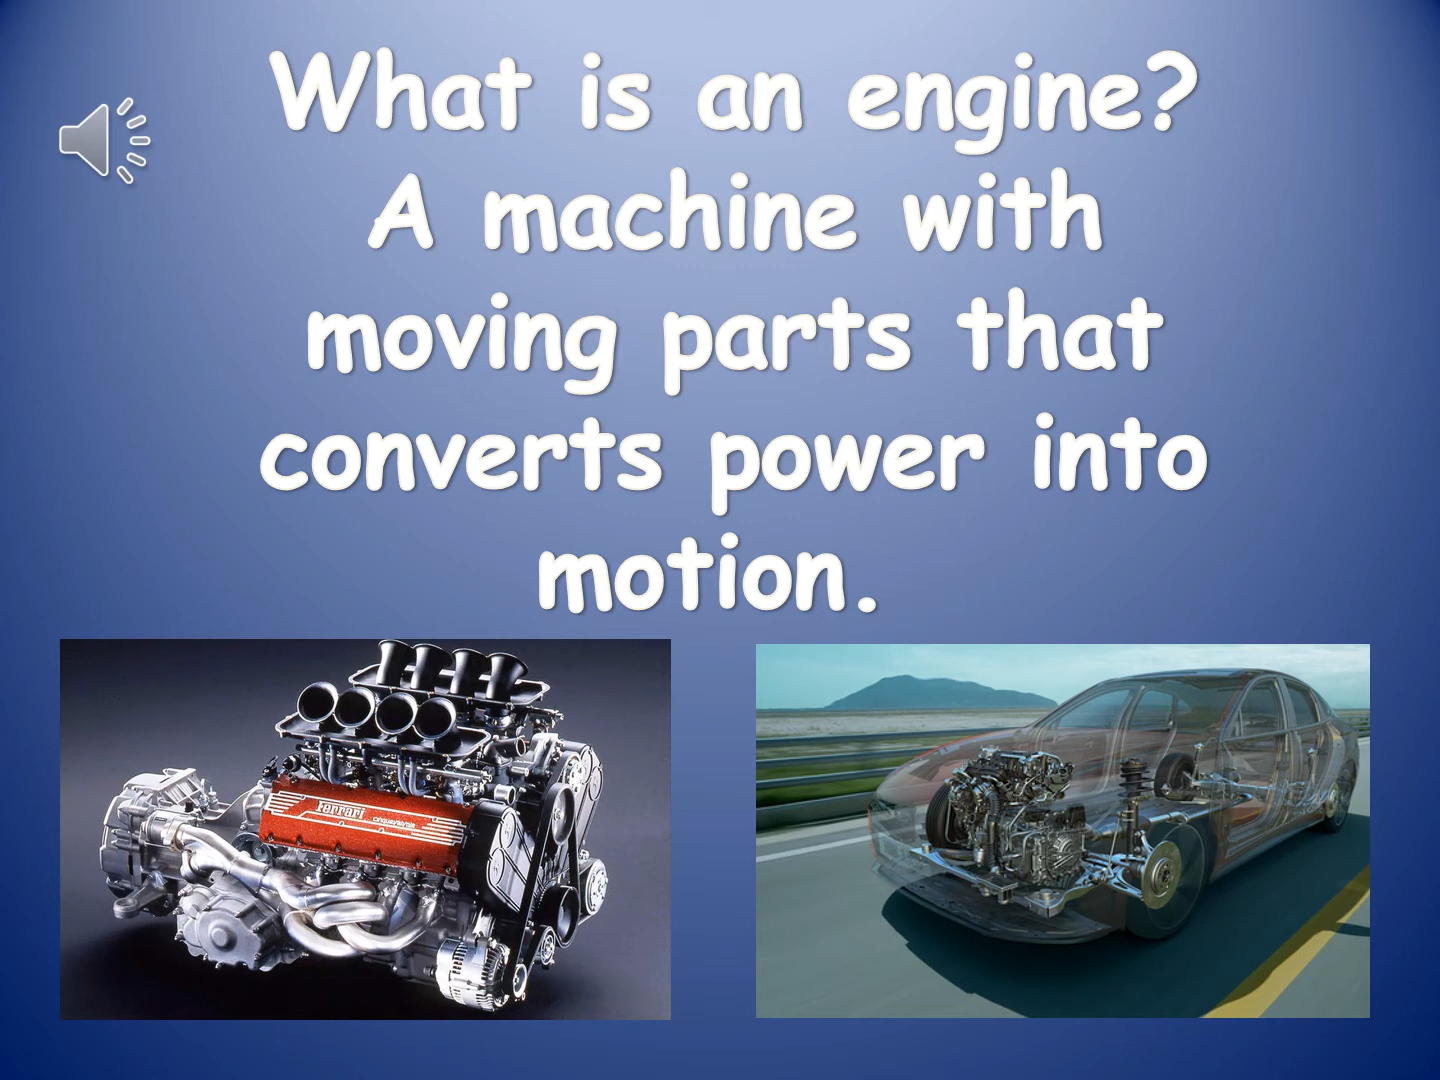 What is an engine?
A machine with
moving parts that
converts power into
motion.
Ferrari